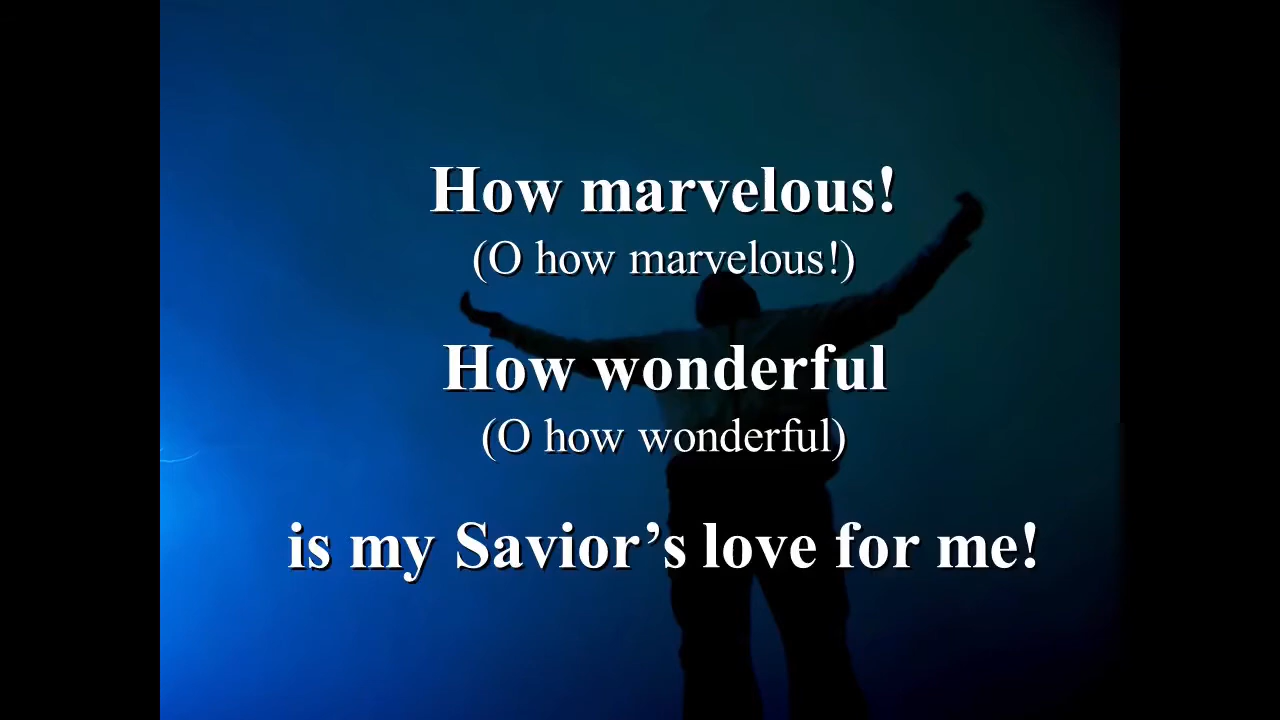 How marvelous!
(O how marvelous!)
How wonderful
(O how wonderful)
is my Savior’s love for me!